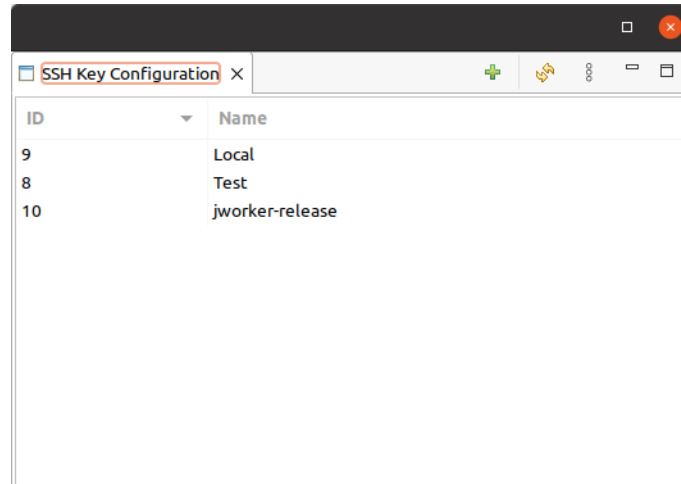 SSH Key Configuration
ID Name
9 Local
8 Test
10 jworker-release